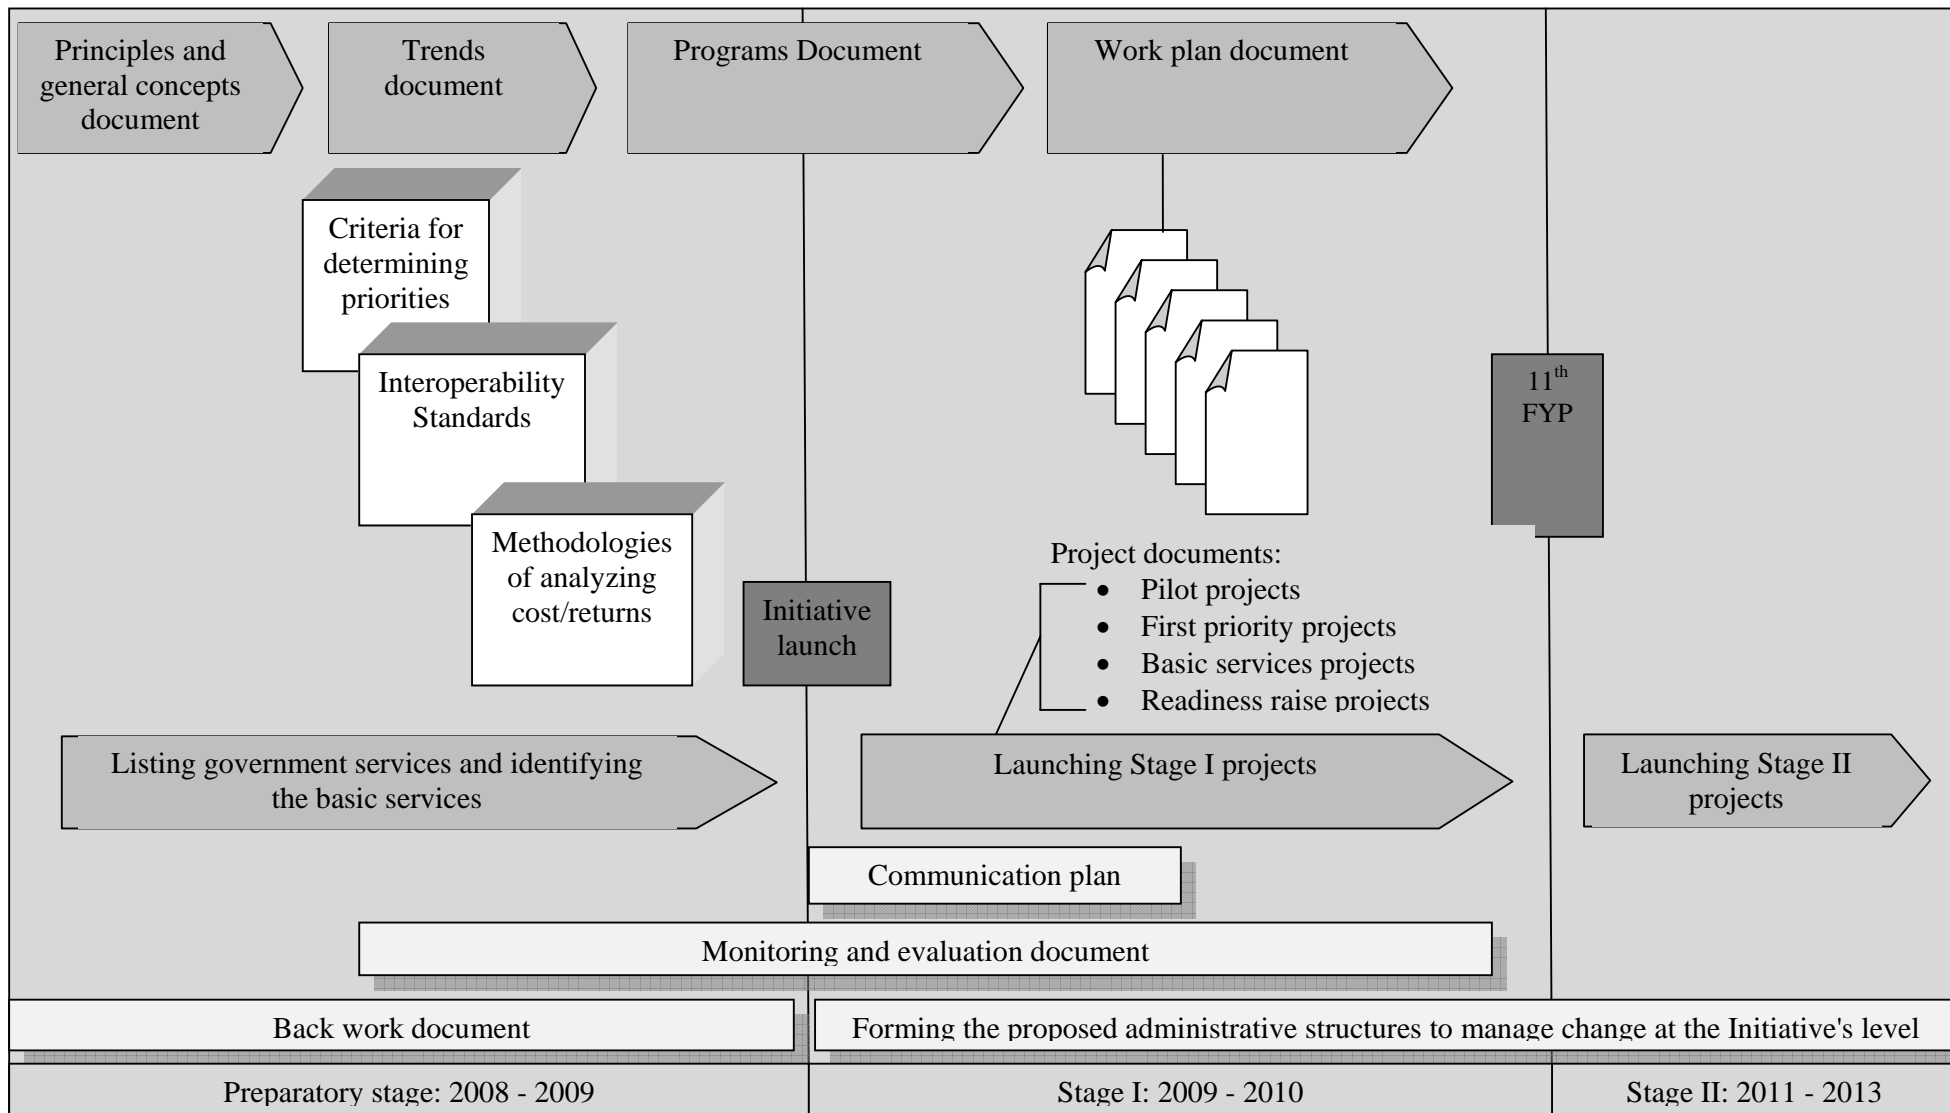 Principles and
general concepts
document
Trends
document
Programs Document
Work plan document
Criteria for
determining
priorities
Interoperability
Standards
Methodologies
of analyzing
cost/returns
Initiative
launch
11th
FYP
Project documents:
• Pilot projects
• First priority projects
• Basic services projects
• Readiness raise projects
Listing government services and identifying
the basic services
Launching Stage I projects
Launching Stage II
projects
Communication plan
Monitoring and evaluation document
Back work document
Forming the proposed administrative structures to manage change at the Initiative's level
Preparatory stage: 2008 - 2009
Stage I: 2009 - 2010
Stage II: 2011 - 2013